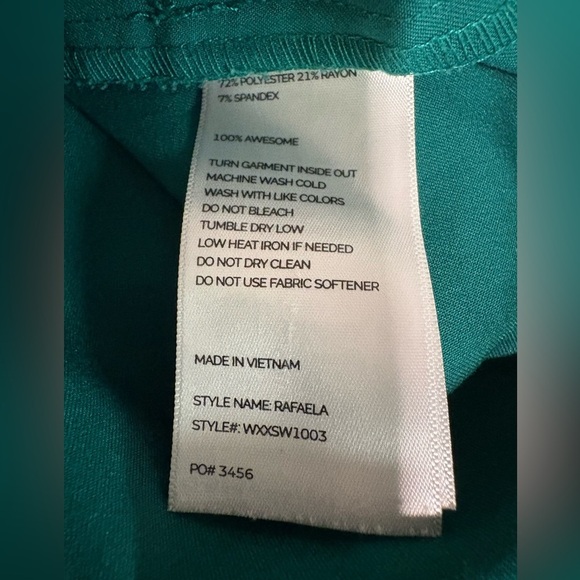 72% POLYESTER 21% RAYON
7% SPANDEX
100% AWESOME
TURN GARMENT INSIDE OUT
MACHINE WASH COLD
WASH WITH LIKE COLORS
DO NOT BLEACH
TUMBLE DRY LOW
LOW HEAT IRON IF NEEDED
DO NOT DRY CLEAN
DO NOT USE FABRIC SOFTENER
MADE IN VIETNAM
STYLE NAME: RAFAELA
STYLE#: WXXSW1003
PO# 3456